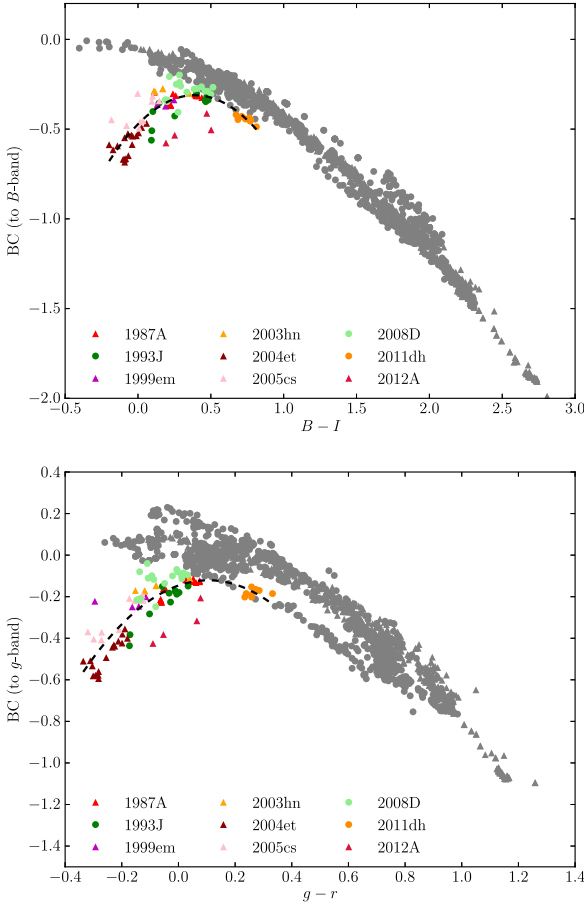 0.0
−0.5
−1.0
−1.5
−2.0
BC (to B-band)
1987A 2003hn 2008D
1993J 2004et 2011dh
1999em 2005cs 2012A
−0.5 0.0 0.5 1.0 1.5 2.0 2.5 3.0
B − I
0.4
0.2
0.0
−0.2
−0.4
−0.6
−0.8
−1.0
−1.2
−1.4
BC (to g-band)
1987A 2003hn 2008D
1993J 2004et 2011dh
1999em 2005cs 2012A
−0.4 −0.2 0.0 0.2 0.4 0.6 0.8 1.0 1.2 1.4
g − r